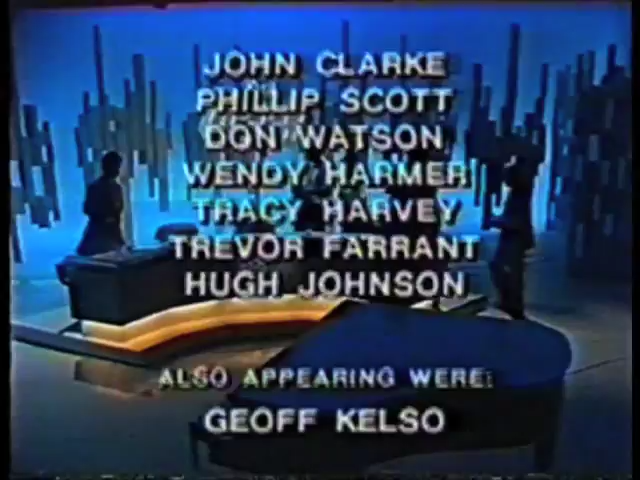 JOHN CLARKE
PHILLIP SCOTT
DON WATSON
WENDY HARMER
TRACY HARVEY
TREVOR FARRANT
HUGH JOHNSON
ALSO APPEARING WERE:
GEOFF KELSO